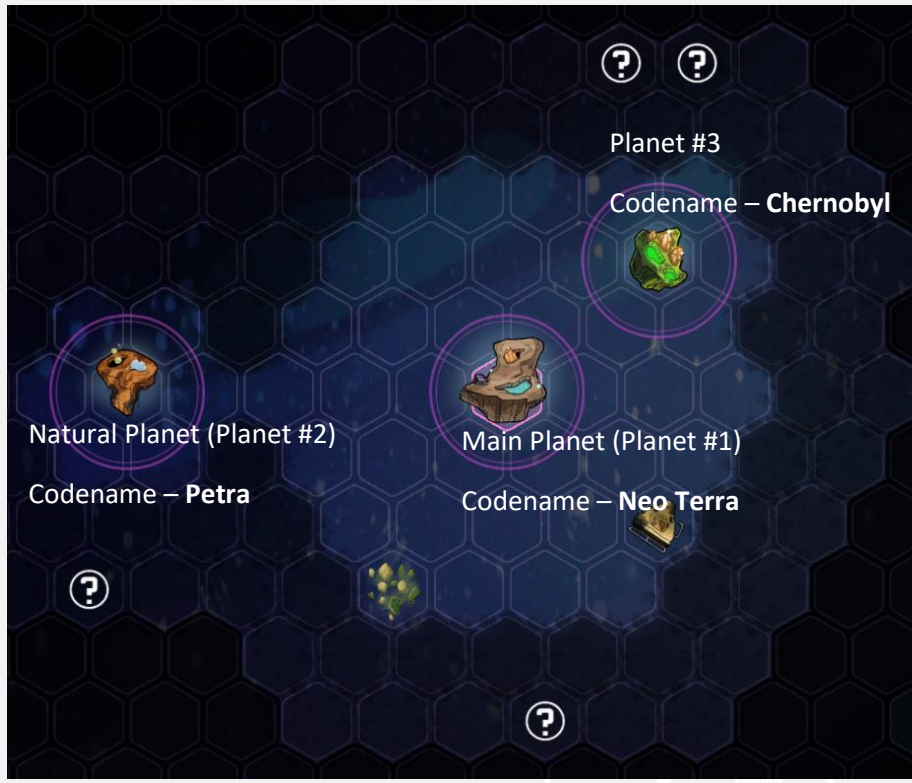 ? ?
Planet #3
Codename – Chernobyl
Natural Planet (Planet #2)
Main Planet (Planet #1)
Codename – Petra
Codename – Neo Terra
?
?